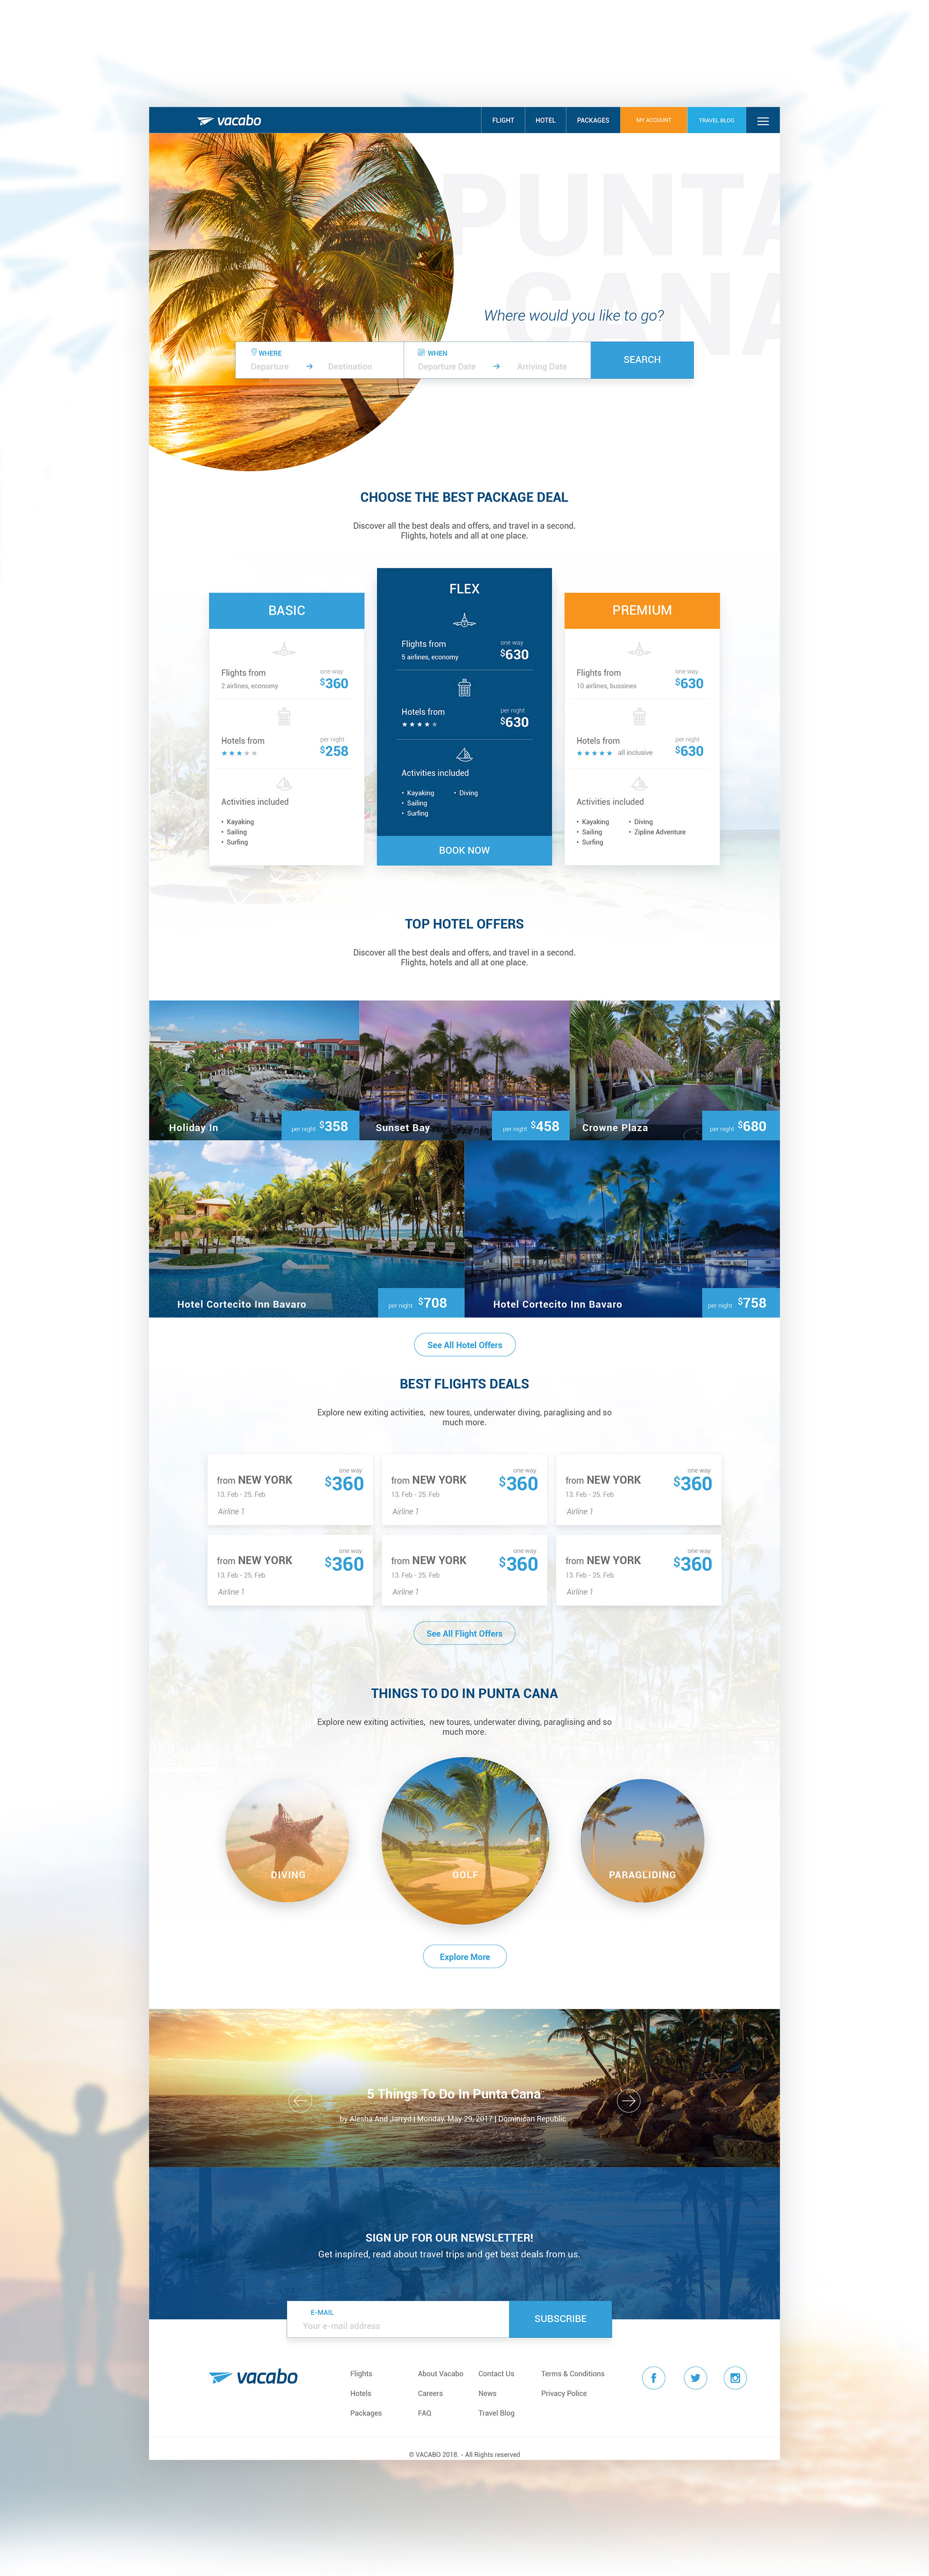 vacabo
FLIGHT
HOTEL
PACKAGES
MY ACCOUNT
TRAVEL BLOG
PUNTA
CANA
Where would you like to go?
WHERE
Departure
Destination
WHEN
Departure Date
Arriving Date
SEARCH
CHOOSE THE BEST PACKAGE DEAL
Discover all the best deals and offers, and travel in a second.
Flights, hotels and all at one place.
BASIC
Flights from
one way
2 airlines, economy
$360
Hotels from
per night
$258
Activities included
• Kayaking
• Sailing
• Surfing
FLEX
Flights from
one way
5 airlines, economy
$630
Hotels from
per night
$630
Activities included
• Kayaking • Diving
• Sailing
• Surfing
BOOK NOW
PREMIUM
Flights from
one way
10 airlines, bussines
$630
Hotels from
per night
all inclusive
$630
Activities included
• Kayaking • Diving
• Sailing • Zipline Adventure
• Surfing
TOP HOTEL OFFERS
Discover all the best deals and offers, and travel in a second.
Flights, hotels and all at one place.
Holiday In
per night $358
Sunset Bay
per night $458
Crowne Plaza
per night $680
Hotel Cortecito Inn Bavaro
per night $708
Hotel Cortecito Inn Bavaro
per night $758
See All Hotel Offers
BEST FLIGHTS DEALS
Explore new exiting activities, new toures, underwater diving, paraglising and so
much more.
one way
from NEW YORK $360
13. Feb - 25. Feb
Airline 1
one way
from NEW YORK $360
13. Feb - 25. Feb
Airline 1
one way
from NEW YORK $360
13. Feb - 25. Feb
Airline 1
one way
from NEW YORK $360
13. Feb - 25. Feb
Airline 1
one way
from NEW YORK $360
13. Feb - 25. Feb
Airline 1
one way
from NEW YORK $360
13. Feb - 25. Feb
Airline 1
See All Flight Offers
THINGS TO DO IN PUNTA CANA
Explore new exiting activities, new toures, underwater diving, paraglising and so
much more.
DIVING
GOLF
PARAGLIDING
Explore More
5 Things To Do In Punta Cana
by Alesha And Jarryd | Monday, May 29, 2017 | Dominican Republic
SIGN UP FOR OUR NEWSLETTER!
Get inspired, read about travel trips and get best deals from us.
E-MAIL
Your e-mail address
SUBSCRIBE
vacabo
Flights
Hotels
Packages
About Vacabo
Careers
FAQ
Contact Us
News
Travel Blog
Terms & Conditions
Privacy Police
© VACABO 2018. - All Rights reserved